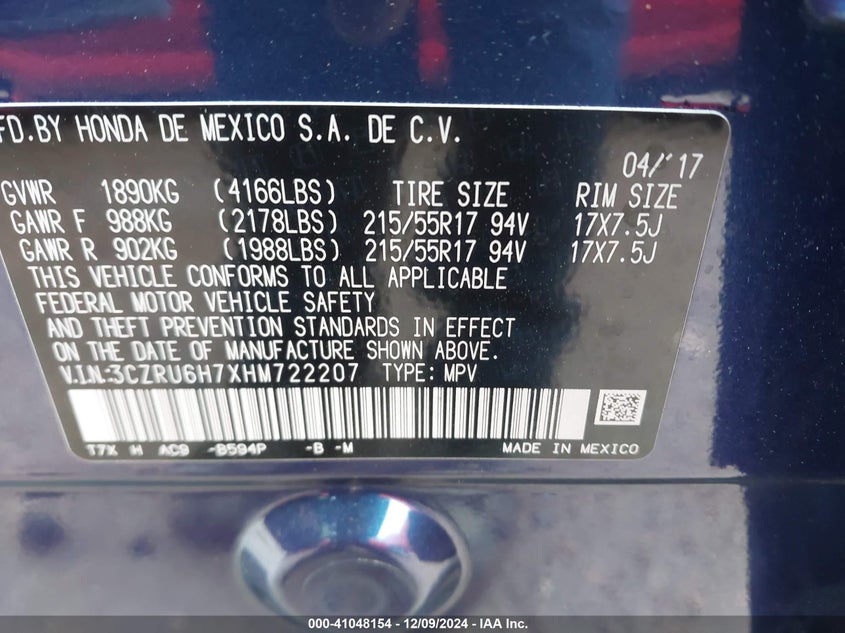 FD.BY HONDA DE MEXICO S.A. DE C.V.
04/'17
GVWR 1890KG (4166LBS) TIRE SIZE RIM SIZE
GAWR F 988KG (2178LBS) 215/55R17 94V 17X7.5J
GAWR R 902KG (1988LBS) 215/55R17 94V 17X7.5J
THIS VEHICLE CONFORMS TO ALL APPLICABLE
FEDERAL MOTOR VEHICLE SAFETY
AND THEFT PREVENTION STANDARDS IN EFFECT
ON THE DATE OF MANUFACTURE SHOWN ABOVE.
V.I.N:3CZRU6H7XHM722207 TYPE: MPV
T7X H AC9 -B594P -B -M MADE IN MEXICO
000-41048154 - 12/09/2024 - IAA Inc.